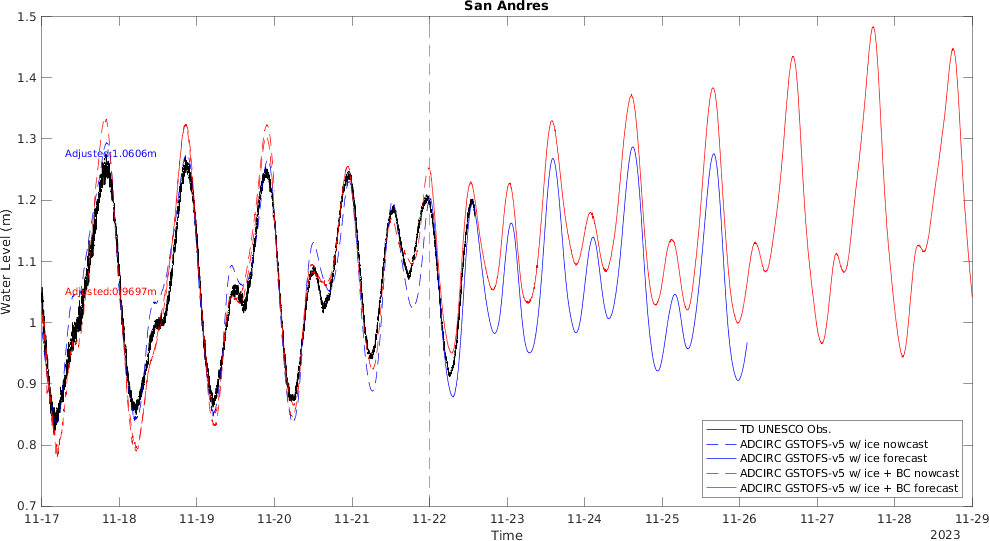 San Andres
1.5
1.4
1.3
1.2
1.1
1
0.9
0.8
0.7
Water Level (m)
Adjusted:1.0606m
Adjusted:0.9697m
TD UNESCO Obs.
ADCIRC GSTOFS-v5 w/ ice nowcast
ADCIRC GSTOFS-v5 w/ ice forecast
ADCIRC GSTOFS-v5 w/ ice + BC nowcast
ADCIRC GSTOFS-v5 w/ ice + BC forecast
11-17 11-18 11-19 11-20 11-21 11-22 11-23 11-24 11-25 11-26 11-27 11-28 11-29
Time 2023